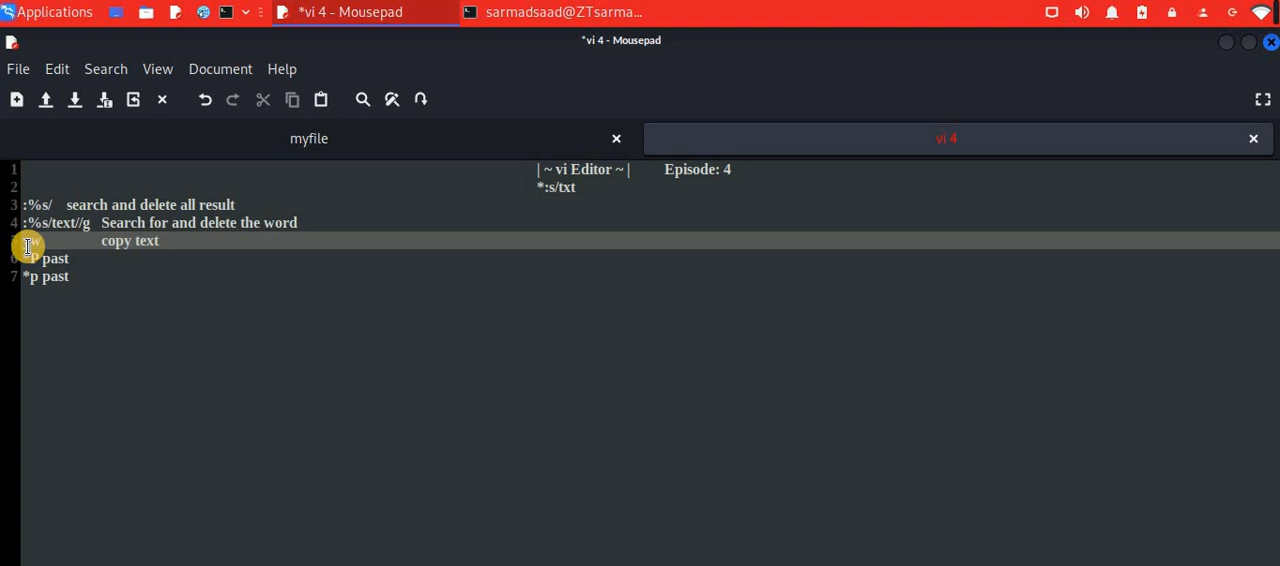 Applications
*vi 4 - Mousepad
sarmadsaad@ZTsarma...
*vi 4 - Mousepad
File Edit Search View Document Help
myfile
vi 4
1 | ~ vi Editor ~ | Episode: 4
2 *:s/txt
3 :%s/ search and delete all result
4 :%s/text//g Search for and delete the word
copy text
6 *P past
7 *p past